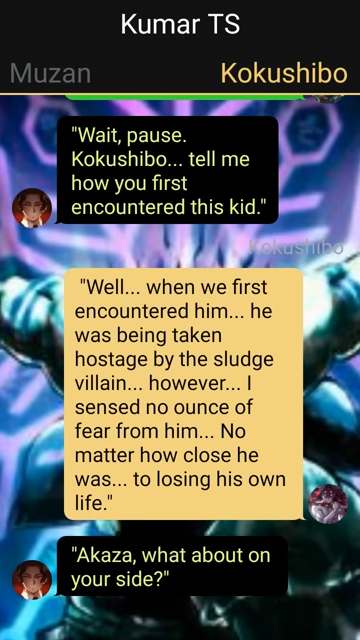 Kumar TS
Muzan
Kokushibo
"Wait, pause.
Kokushibo... tell me
how you first
encountered this kid."
Kokushibo
"Well... when we first
encountered him... he
was being taken
hostage by the sludge
villain... however... I
sensed no ounce of
fear from him... No
matter how close he
was... to losing his own
life."
"Akaza, what about on
your side?"